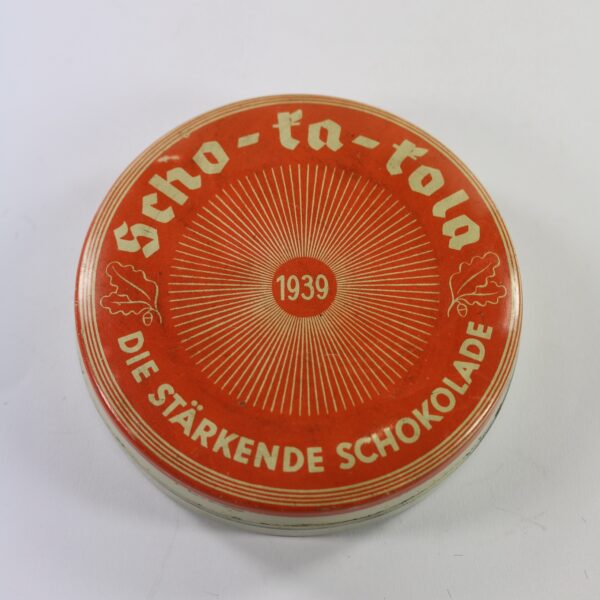 Scho-ka-kola
1939
DIE STÄRKENDE SCHOKOLADE